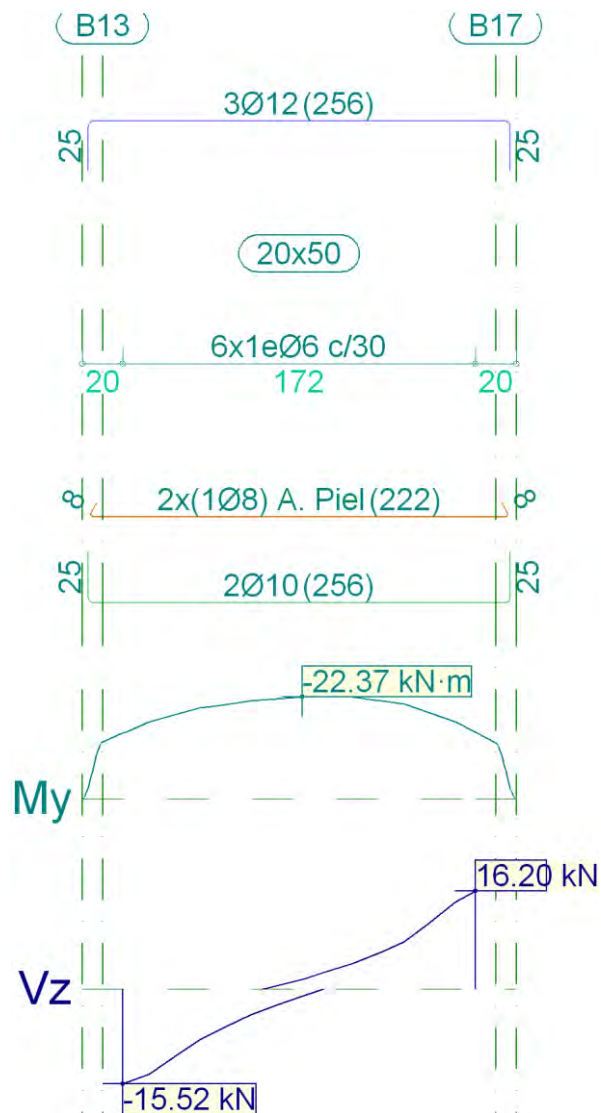 B13 B17
3Ø12(256)
25 25
20x50
6x1eØ6 c/30
20 172 20
8 2x(1Ø8) A. Piel(222) 8
25 2Ø10(256) 25
-22.37 kN·m
My
16.20 kN
Vz
-15.52 kN